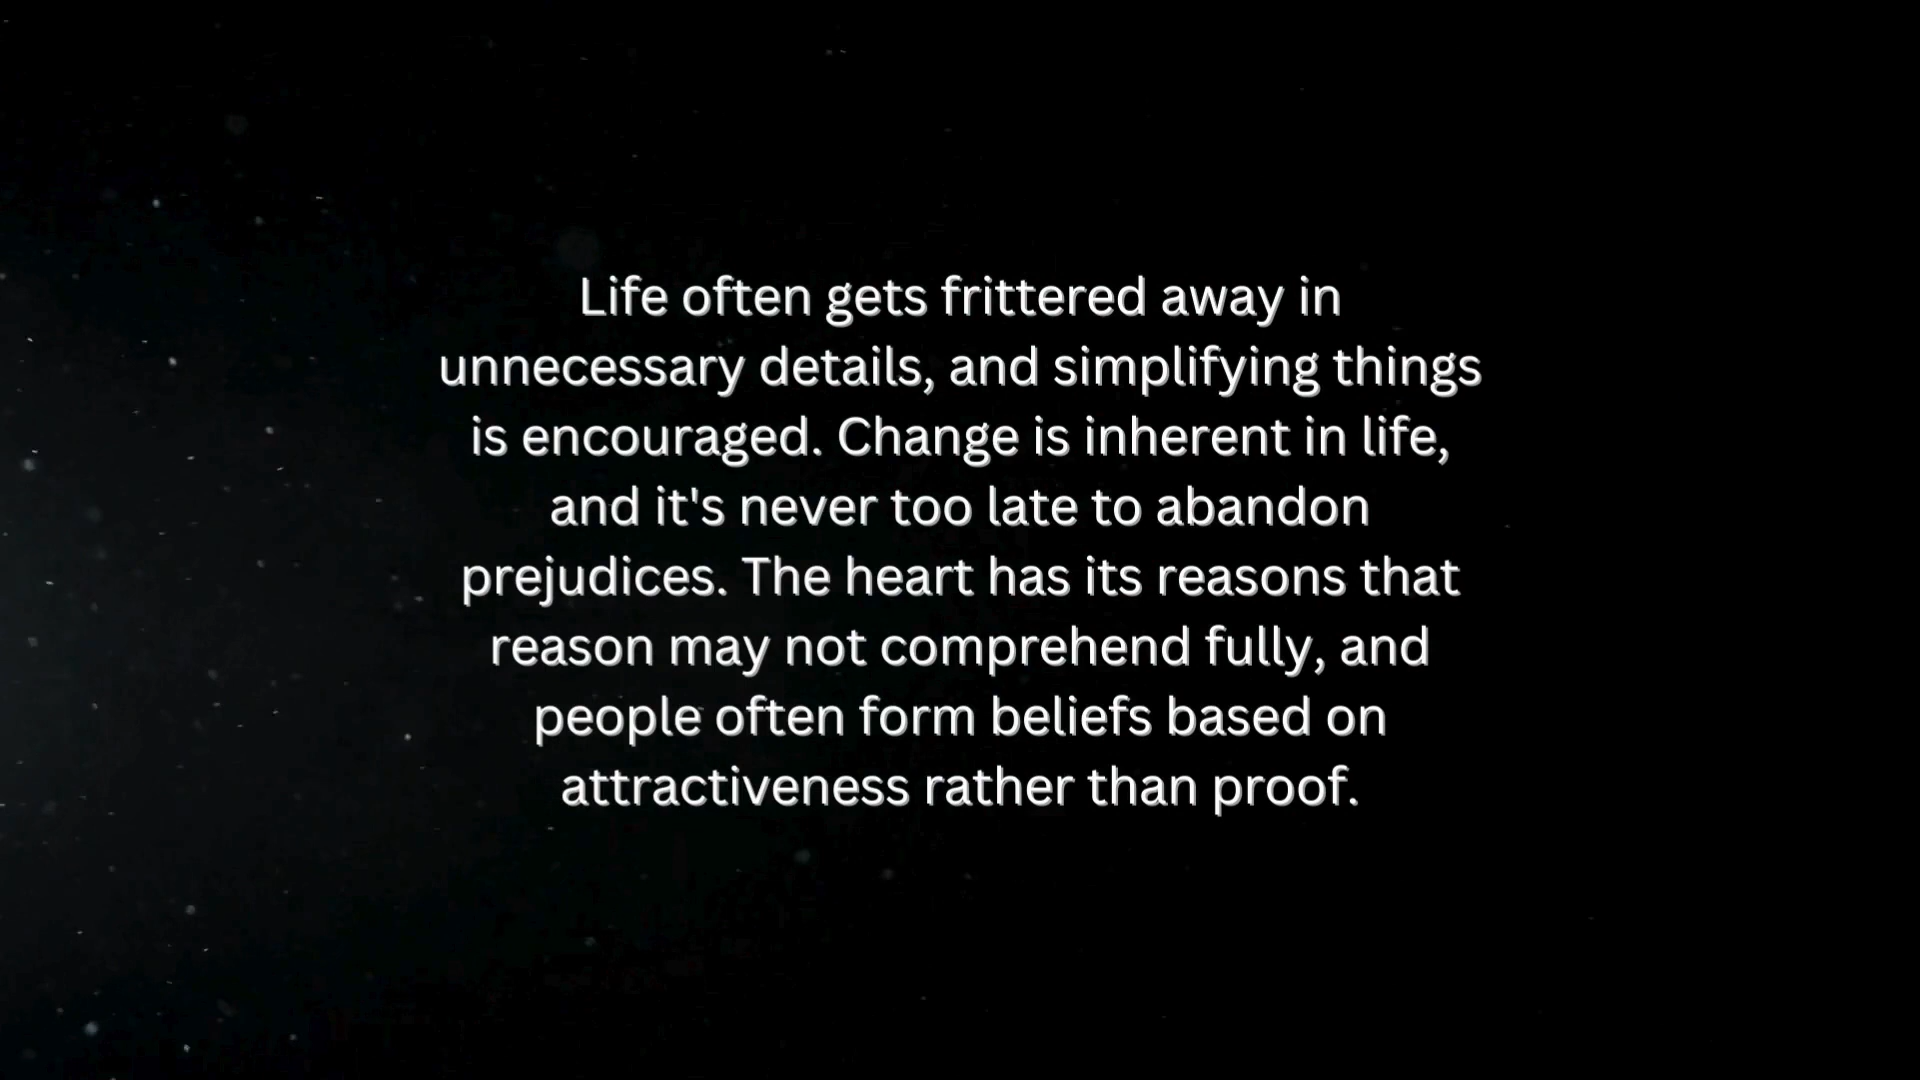 Life often gets frittered away in
unnecessary details, and simplifying things
is encouraged. Change is inherent in life,
and it's never too late to abandon
prejudices. The heart has its reasons that
reason may not comprehend fully, and
people often form beliefs based on
attractiveness rather than proof.